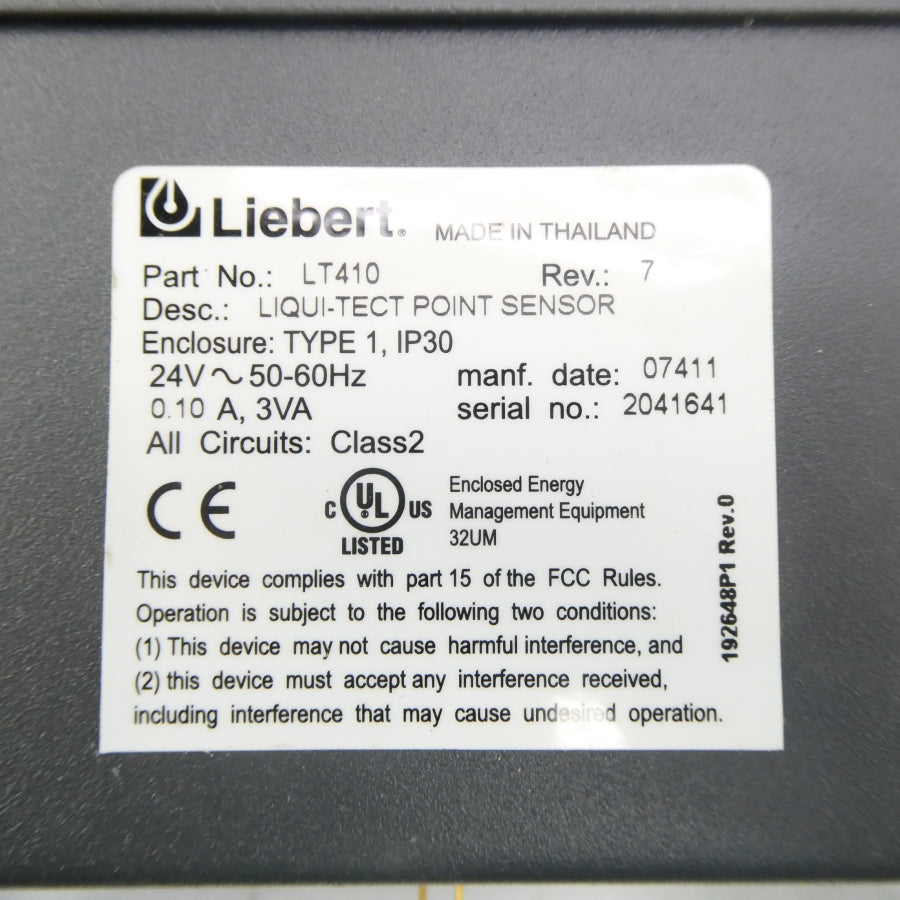 Liebert. MADE IN THAILAND
Part No.: LT410 Rev.: 7
Desc.: LIQUI-TECT POINT SENSOR
Enclosure: TYPE 1, IP30
24V ~ 50-60Hz manf. date: 07411
0.10 A, 3VA serial no.: 2041641
All Circuits: Class2
CE
C UL US LISTED
Enclosed Energy
Management Equipment
32UM
This device complies with part 15 of the FCC Rules.
Operation is subject to the following two conditions:
(1) This device may not cause harmful interference, and
(2) this device must accept any interference received,
including interference that may cause undesired operation.
192648P1 Rev.0